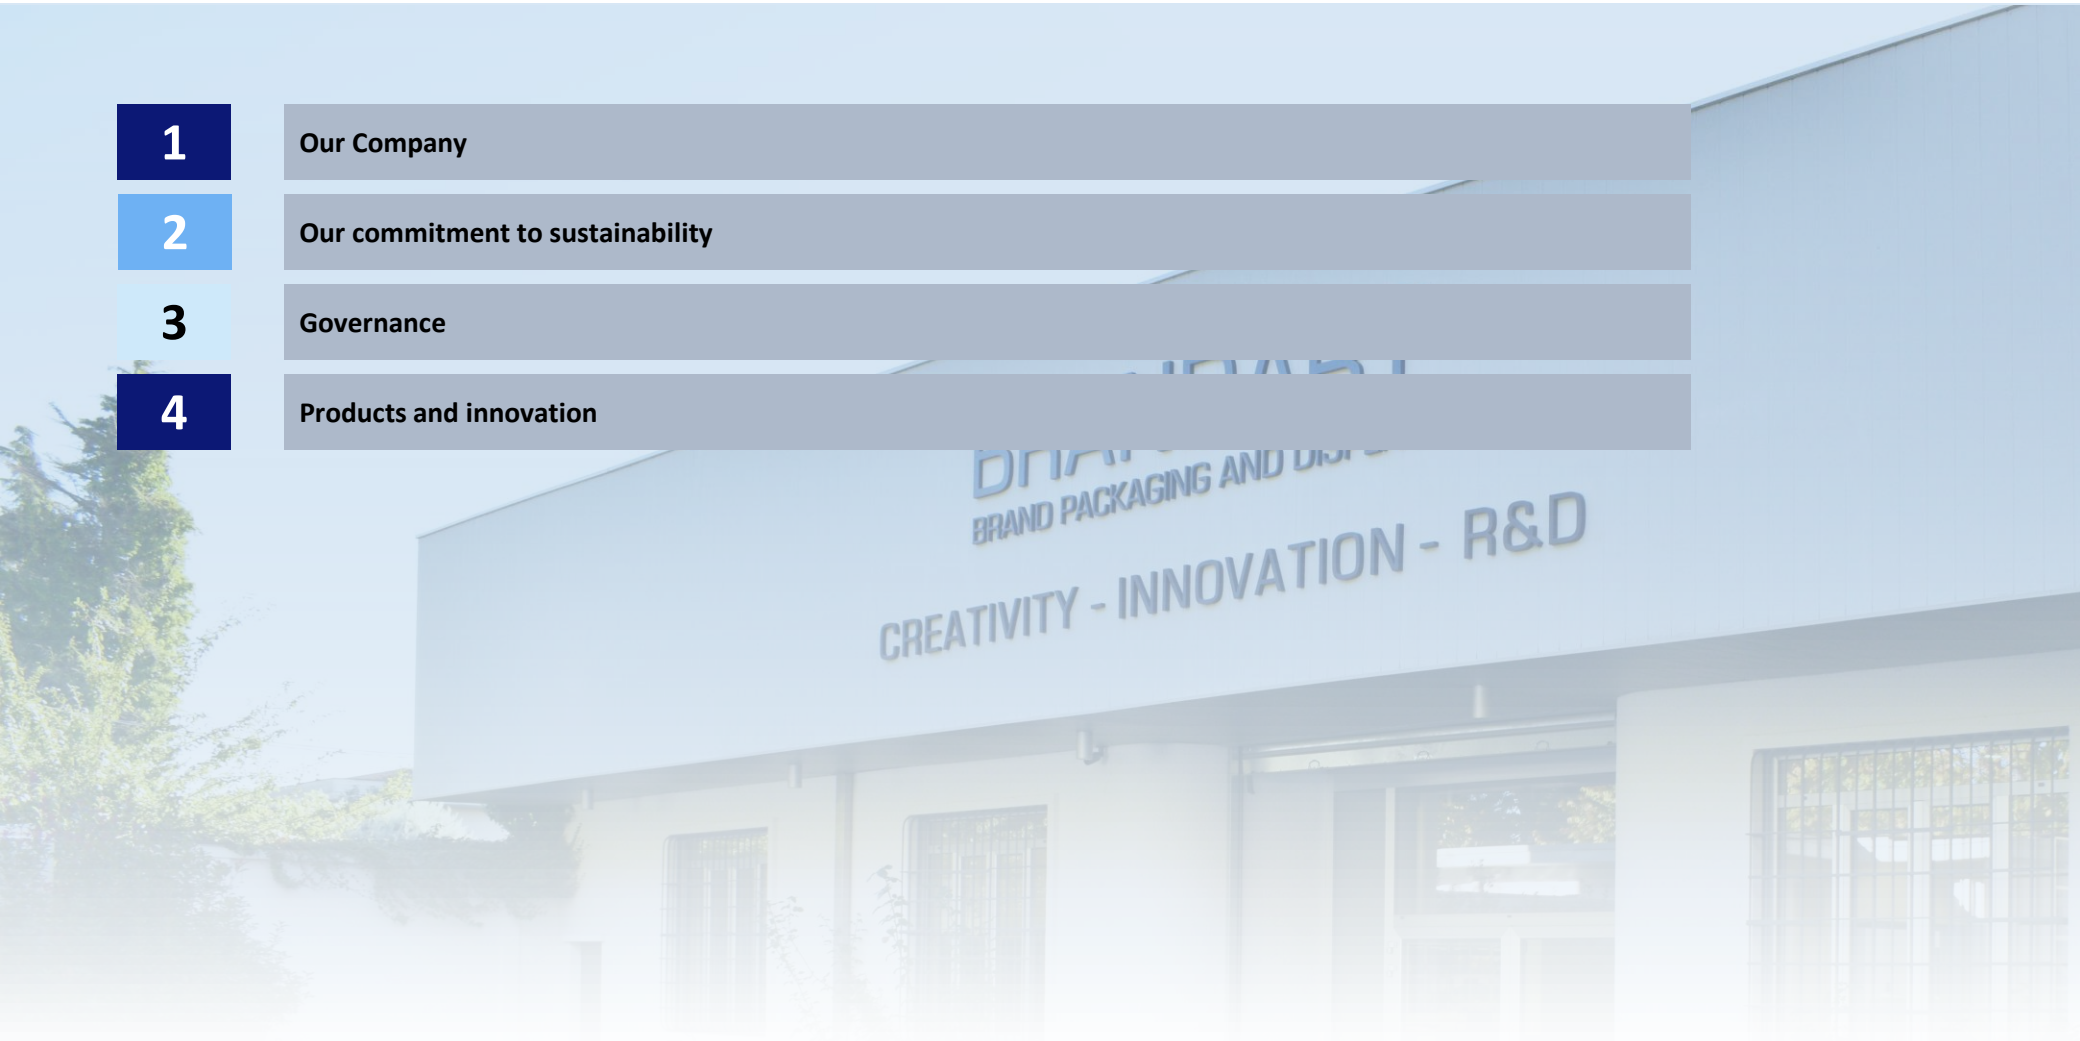 1 Our Company
2 Our commitment to sustainability
3 Governance
4 Products and innovation
BRAND PACKAGING AND
CREATIVITY - INNOVATION - R&D